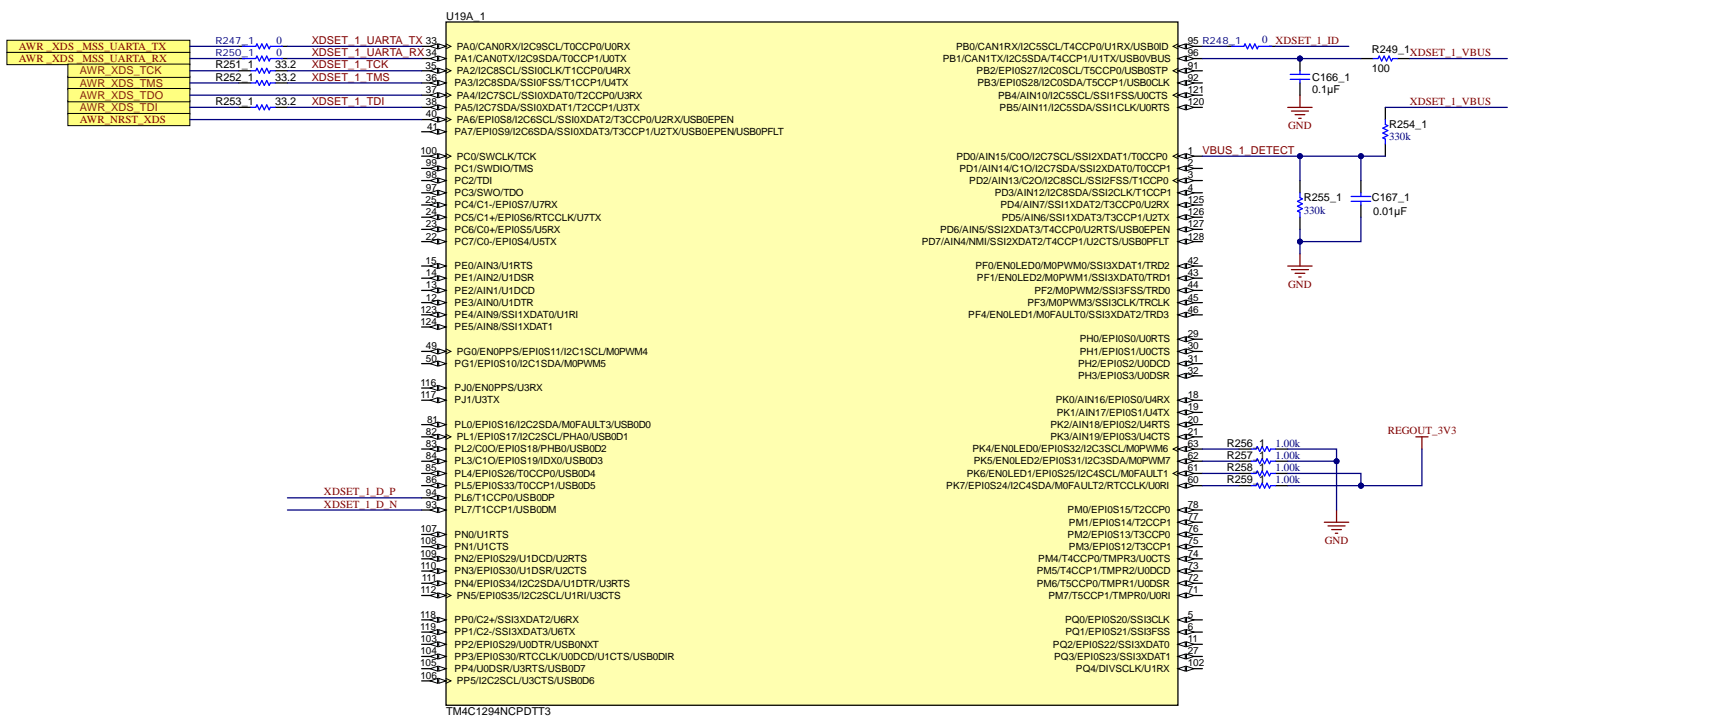 U19A_1
AWR_XDS_MSS_UARTA_TX R247_1 0 XDSET_1_UARTA_TX 33 PA0/CAN0RX/I2C9SCL/T0CCP0/U0RX
AWR_XDS_MSS_UARTA_RX R250_1 0 XDSET_1_UARTA_RX 34 PA1/CAN0TX/I2C9SDA/T0CCP1/U0TX
AWR_XDS_TCK R251_1 33.2 XDSET_1_TCK 35 PA2/I2C8SCL/SSI0CLK/T1CCP0/U4RX
AWR_XDS_TMS R252_1 33.2 XDSET_1_TMS 36 PA3/I2C8SDA/SSI0FSS/T1CCP1/U4TX
AWR_XDS_TDO 37 PA4/I2C7SCL/SSI0XDAT0/T2CCP0/U3RX
AWR_XDS_TDI R253_1 33.2 XDSET_1_TDI 38 PA5/I2C7SDA/SSI0XDAT1/T2CCP1/U3TX
AWR_NRST_XDS 40 PA6/EPI0S8/I2C6SCL/SSI0XDAT2/T3CCP0/U2RX/USB0EPEN
41 PA7/EPI0S9/I2C6SDA/SSI0XDAT3/T3CCP1/U2TX/USB0EPEN/USB0PFLT
100 PC0/SWCLK/TCK
99 PC1/SWDIO/TMS
98 PC2/TDI
97 PC3/SWO/TDO
25 PC4/C1-/EPI0S7/U7RX
24 PC5/C1+/EPI0S6/RTCCLK/U7TX
23 PC6/C0+/EPI0S5/U5RX
22 PC7/C0-/EPI0S4/U5TX
15 PE0/AIN3/U1RTS
14 PE1/AIN2/U1DSR
13 PE2/AIN1/U1DCD
12 PE3/AIN0/U1DTR
123 PE4/AIN9/SSI1XDAT0/U1RI
124 PE5/AIN8/SSI1XDAT1
49 PG0/EN0PPS/EPI0S11/I2C1SCL/M0PWM4
50 PG1/EPI0S10/I2C1SDA/M0PWM5
116 PJ0/EN0PPS/U3RX
117 PJ1/U3TX
81 PL0/EPI0S16/I2C2SDA/M0FAULT3/USB0D0
82 PL1/EPI0S17/I2C2SCL/PHA0/USB0D1
83 PL2/C0O/EPI0S18/PHB0/USB0D2
84 PL3/C1O/EPI0S19/IDX0/USB0D3
85 PL4/EPI0S26/T0CCP0/USB0D4
86 PL5/EPI0S33/T0CCP1/USB0D5
XDSET_1_D_P 94 PL6/T1CCP0/USB0DP
XDSET_1_D_N 93 PL7/T1CCP1/USB0DM
107 PN0/U1RTS
108 PN1/U1CTS
109 PN2/EPI0S29/U1DCD/U2RTS
110 PN3/EPI0S30/U1DSR/U2CTS
111 PN4/EPI0S34/I2C2SDA/U1DTR/U3RTS
112 PN5/EPI0S35/I2C2SCL/U1RI/U3CTS
118 PP0/C2+/SSI3XDAT2/U6RX
119 PP1/C2-/SSI3XDAT3/U6TX
103 PP2/EPI0S29/U0DTR/USB0NXT
104 PP3/EPI0S30/RTCCLK/U0DCD/U1CTS/USB0DIR
105 PP4/U0DSR/U3RTS/USB0D7
106 PP5/I2C2SCL/U3CTS/USB0D6
TM4C1294NCPDTT3
PB0/CAN1RX/I2C5SCL/T4CCP0/U1RX/USB0ID 95 R248_1 0 XDSET_1_ID
PB1/CAN1TX/I2C5SDA/T4CCP1/U1TX/USB0VBUS 96 R249_1 100 XDSET_1_VBUS
PB2/EPI0S27/I2C0SCL/T5CCP0/USB0STP 91
PB3/EPI0S28/I2C0SDA/T5CCP1/USB0CLK 92
PB4/AIN10/I2C5SCL/SSI1FSS/U0CTS 121
PB5/AIN11/I2C5SDA/SSI1CLK/U0RTS 120
C166_1
0.1µF
GND
XDSET_1_VBUS
R254_1
330k
PD0/AIN15/C0O/I2C7SCL/SSI2XDAT1/T0CCP0 1 VBUS_1_DETECT
PD1/AIN14/C1O/I2C7SDA/SSI2XDAT0/T0CCP1 2
PD2/AIN13/C2O/I2C8SCL/SSI2FSS/T1CCP0 3
PD3/AIN12/I2C8SDA/SSI2CLK/T1CCP1 4
PD4/AIN7/SSI1XDAT2/T3CCP0/U2RX 125
PD5/AIN6/SSI1XDAT3/T3CCP1/U2TX 126
PD6/AIN5/SSI2XDAT3/T4CCP0/U2RTS/USB0EPEN 127
PD7/AIN4/NMI/SSI2XDAT2/T4CCP1/U2CTS/USB0PFLT 128
R255_1
330k
C167_1
0.01µF
GND
PF0/EN0LED0/M0PWM0/SSI3XDAT1/TRD2 42
PF1/EN0LED2/M0PWM1/SSI3XDAT0/TRD1 43
PF2/M0PWM2/SSI3FSS/TRD0 44
PF3/M0PWM3/SSI3CLK/TRCLK 45
PF4/EN0LED1/M0FAULT0/SSI3XDAT2/TRD3 46
PH0/EPI0S0/U0RTS 29
PH1/EPI0S1/U0CTS 30
PH2/EPI0S2/U0DCD 31
PH3/EPI0S3/U0DSR 32
PK0/AIN16/EPI0S0/U4RX 18
PK1/AIN17/EPI0S1/U4TX 19
PK2/AIN18/EPI0S2/U4RTS 20
PK3/AIN19/EPI0S3/U4CTS 21
PK4/EN0LED0/EPI0S32/I2C3SCL/M0PWM6 63 R256_1 1.00k
PK5/EN0LED2/EPI0S31/I2C3SDA/M0PWM7 62 R257_1 1.00k
PK6/EN0LED1/EPI0S25/I2C4SCL/M0FAULT1 61 R258_1 1.00k
PK7/EPI0S24/I2C4SDA/M0FAULT2/RTCCLK/U0RI 60 R259_1 1.00k
REGOUT_3V3
GND
PM0/EPI0S15/T2CCP0 78
PM1/EPI0S14/T2CCP1 77
PM2/EPI0S13/T3CCP0 76
PM3/EPI0S12/T3CCP1 75
PM4/T4CCP0/TMPR3/U0CTS 74
PM5/T4CCP1/TMPR2/U0DCD 73
PM6/T5CCP0/TMPR1/U0DSR 72
PM7/T5CCP1/TMPR0/U0RI 71
PQ0/EPI0S20/SSI3CLK 5
PQ1/EPI0S21/SSI3FSS 6
PQ2/EPI0S22/SSI3XDAT0 11
PQ3/EPI0S23/SSI3XDAT1 27
PQ4/DIVSCLK/U1RX 102